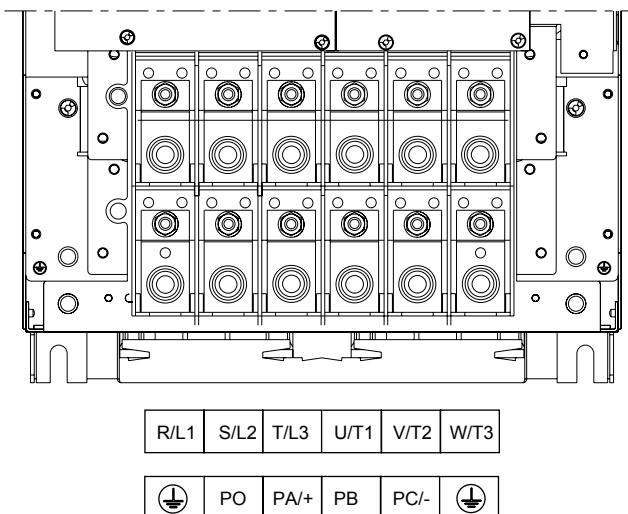 R/L1 S/L2 T/L3 U/T1 V/T2 W/T3
PO PA/+ PB PC/-